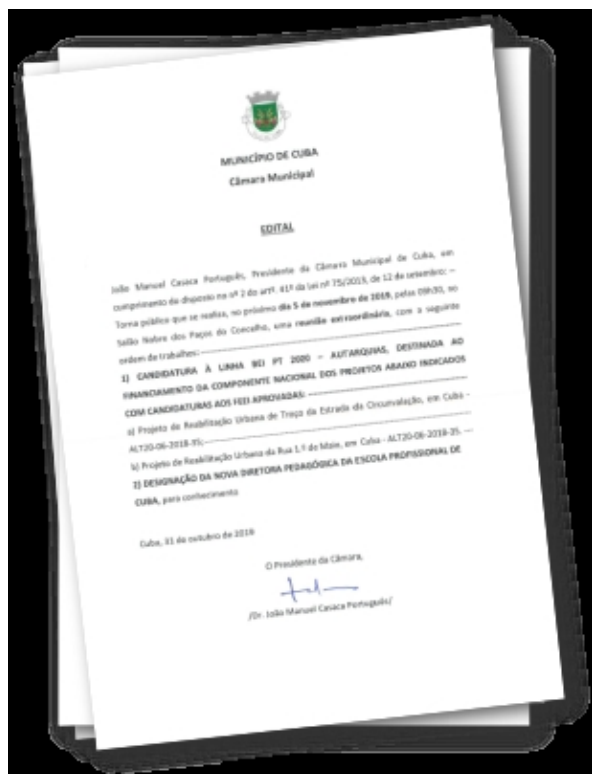 MUNICÍPIO DE CUBA
Câmara Municipal
EDITAL
João Manuel Casaca Português, Presidente da Câmara Municipal de Cuba, em
cumprimento do disposto na nº 2 do artº. 41º da Lei nº 75/2013, de 12 de setembro: --
Torna público que se realiza, no próximo dia 5 de novembro de 2019, pelas 09h30, no
Salão Nobre dos Paços do Concelho, uma reunião extraordinária, com a seguinte
ordem de trabalhos: ---
1) CANDIDATURA À LINHA BEI PT 2020 – AUTARQUIAS, DESTINADA AO
FINANCIAMENTO DA COMPONENTE NACIONAL DOS PROJETOS ABAIXO INDICADOS
COM CANDIDATURAS AOS FEEI APROVADAS: ---
a) Projeto de Reabilitação Urbana de Troço da Estrada da Circunvalação, em Cuba -
ALT20-06-2018-35; ---
b) Projeto de Reabilitação Urbana da Rua 1.º de Maio, em Cuba - ALT20-06-2018-35. ---
2) DESIGNAÇÃO DA NOVA DIRETORA PEDAGÓGICA DA ESCOLA PROFISSIONAL DE
CUBA, para conhecimento
Cuba, 31 de outubro de 2019
O Presidente da Câmara,
/Dr. João Manuel Casaca Português/